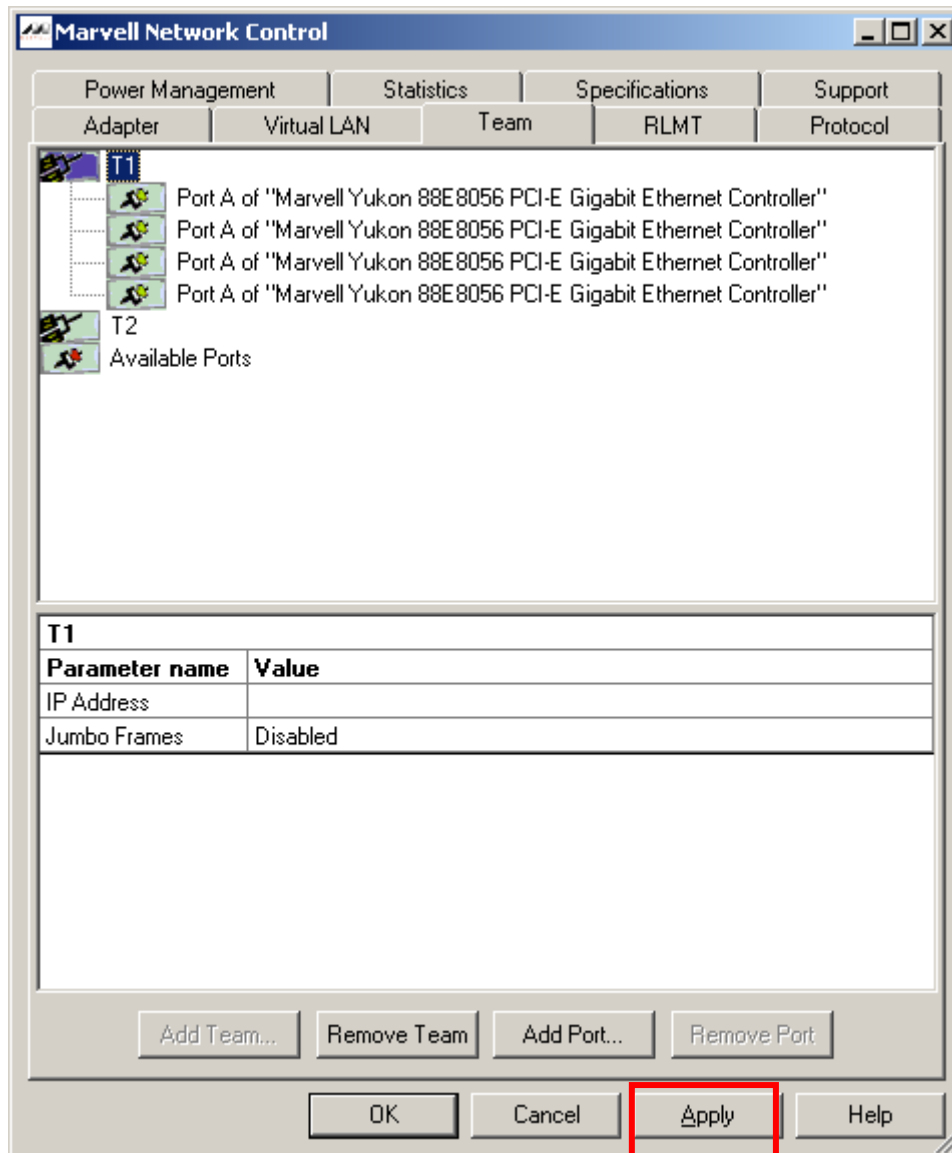 Marvell Network Control
Power Management Statistics Specifications Support
Adapter Virtual LAN Team RLMT Protocol
T1
Port A of "Marvell Yukon 88E8056 PCI-E Gigabit Ethernet Controller"
Port A of "Marvell Yukon 88E8056 PCI-E Gigabit Ethernet Controller"
Port A of "Marvell Yukon 88E8056 PCI-E Gigabit Ethernet Controller"
Port A of "Marvell Yukon 88E8056 PCI-E Gigabit Ethernet Controller"
T2
Available Ports
T1
Parameter name Value
IP Address
Jumbo Frames Disabled
Add Team... Remove Team Add Port... Remove Port
OK Cancel Apply Help